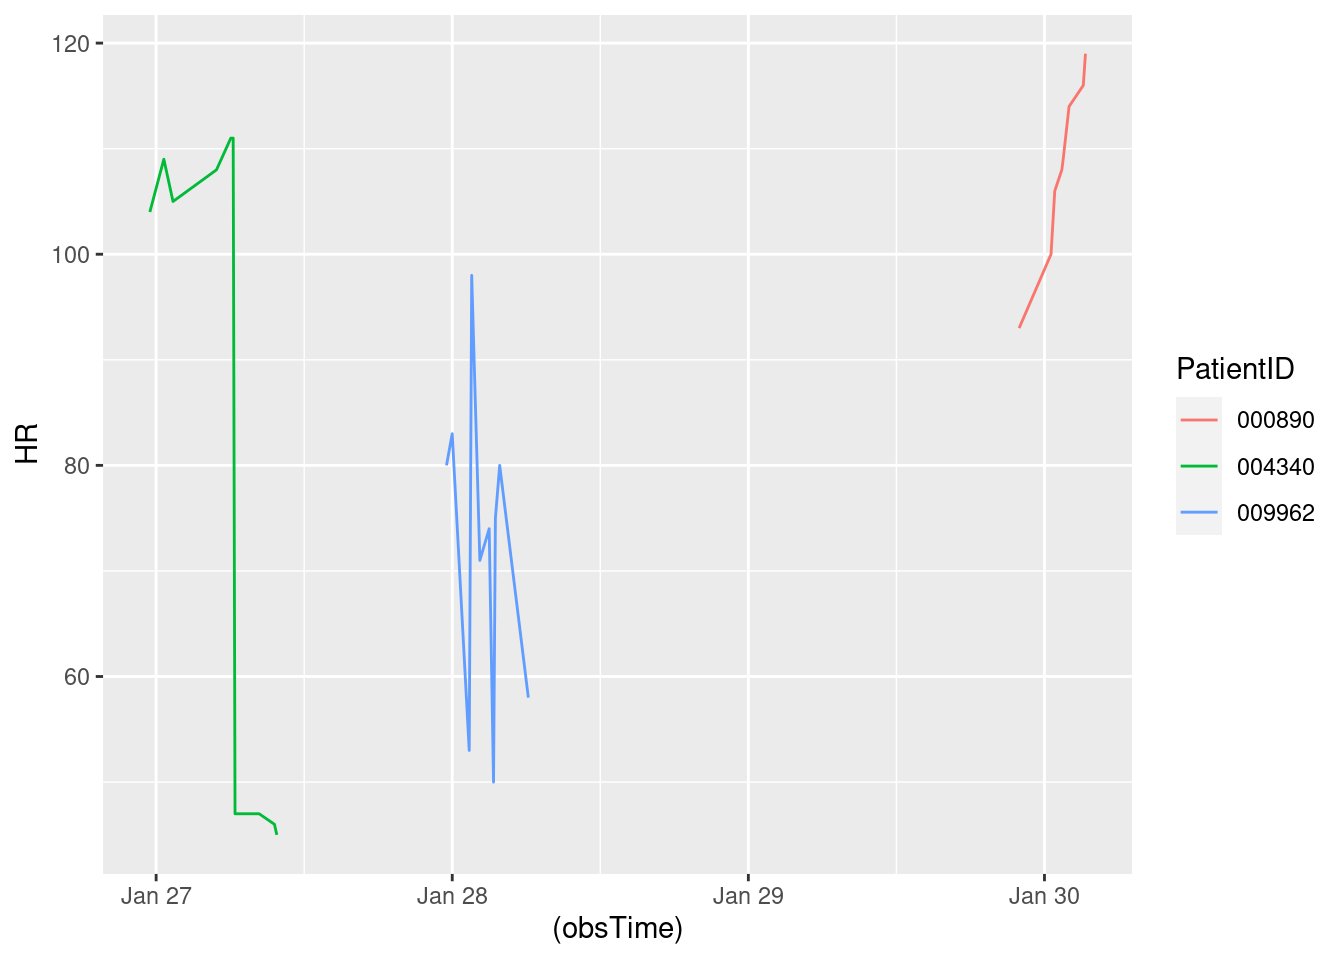 120
100
80
60
HR
Jan 27
Jan 28
Jan 29
Jan 30
(obsTime)
PatientID
000890
004340
009962